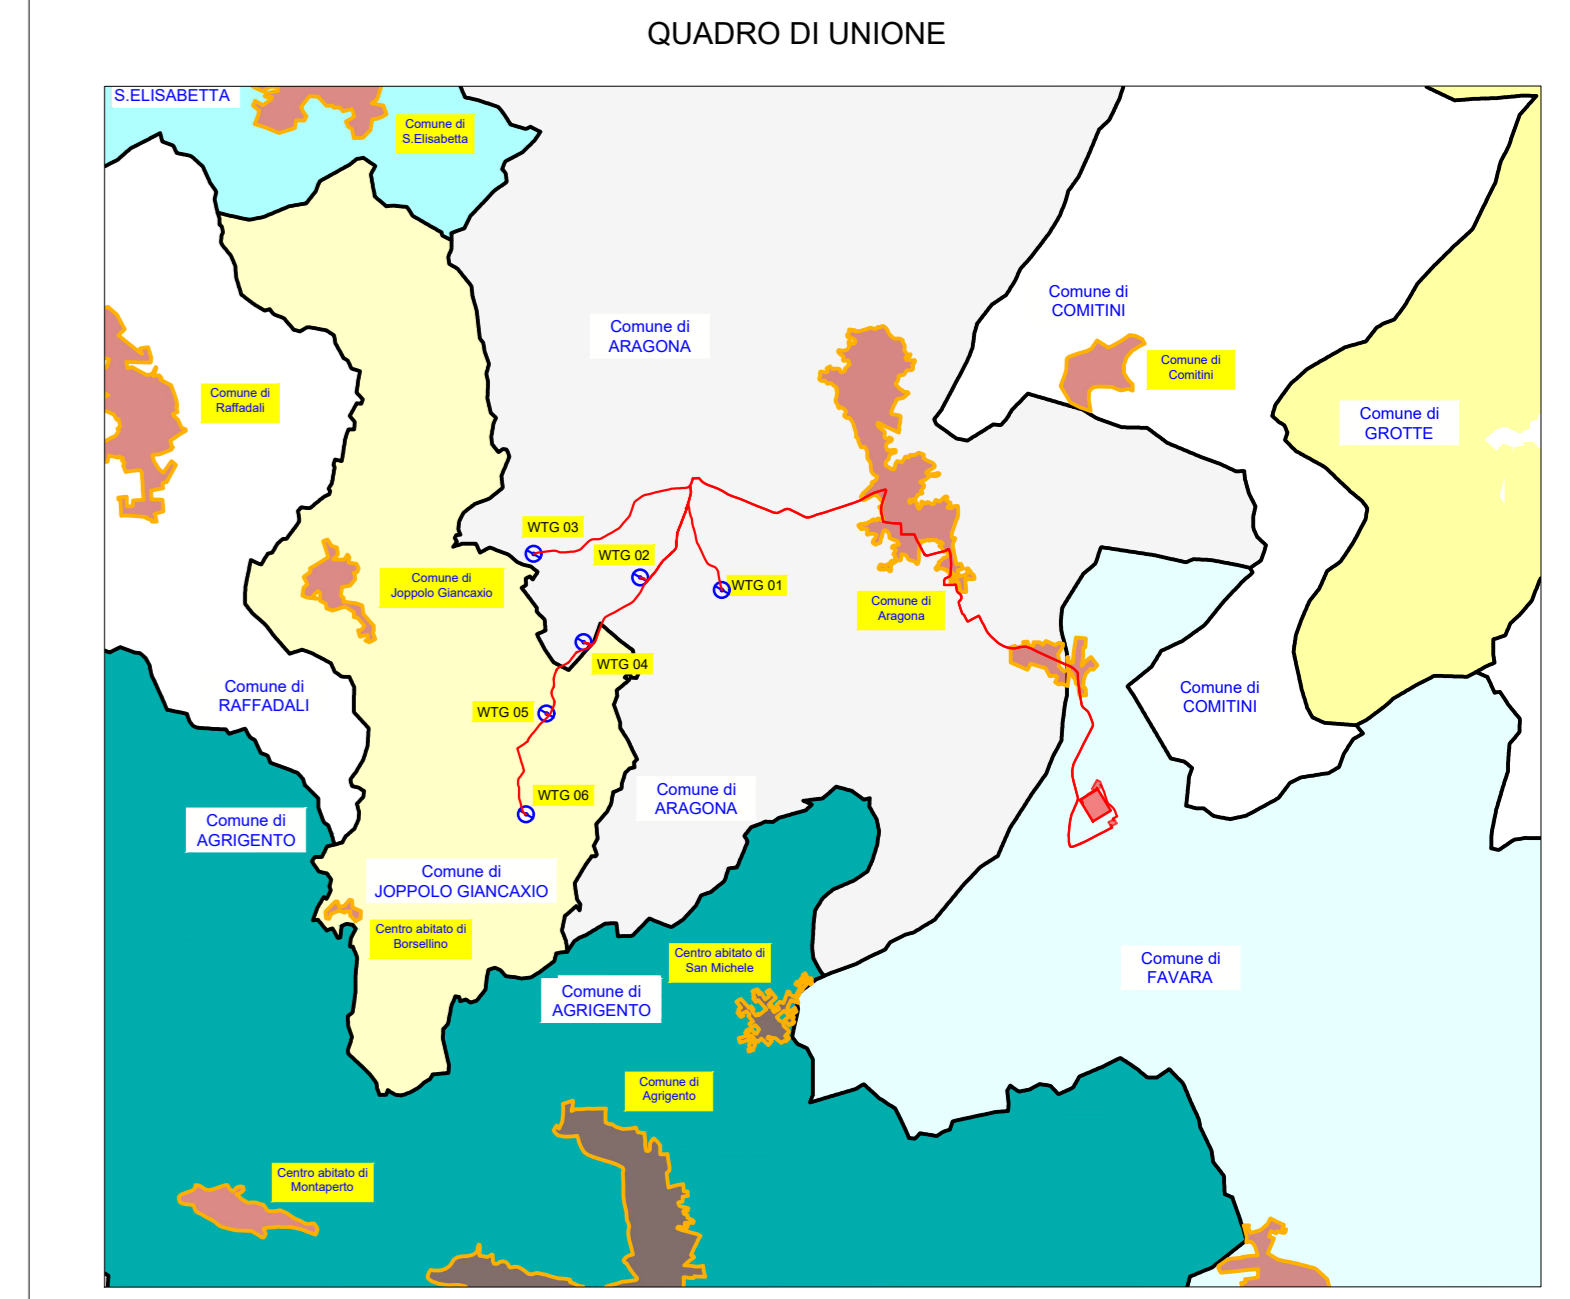 QUADRO DI UNIONE
S.ELISABETTA
Comune di
S.Elisabetta
Comune di
COMITINI
Comune di
ARAGONA
Comune di
Comitini
Comune di
Raffadali
Comune di
GROTTE
WTG 03
WTG 02
WTG 01
Comune di
Joppolo Giancaxio
Comune di
Aragona
WTG 04
Comune di
RAFFADALI
Comune di
COMITINI
WTG 05
WTG 06
Comune di
ARAGONA
Comune di
AGRIGENTO
Comune di
JOPPOLO GIANCAXIO
Centro abitato di
Borsellino
Centro abitato di
San Michele
Comune di
FAVARA
Comune di
AGRIGENTO
Comune di
Agrigento
Centro abitato di
Montaperto